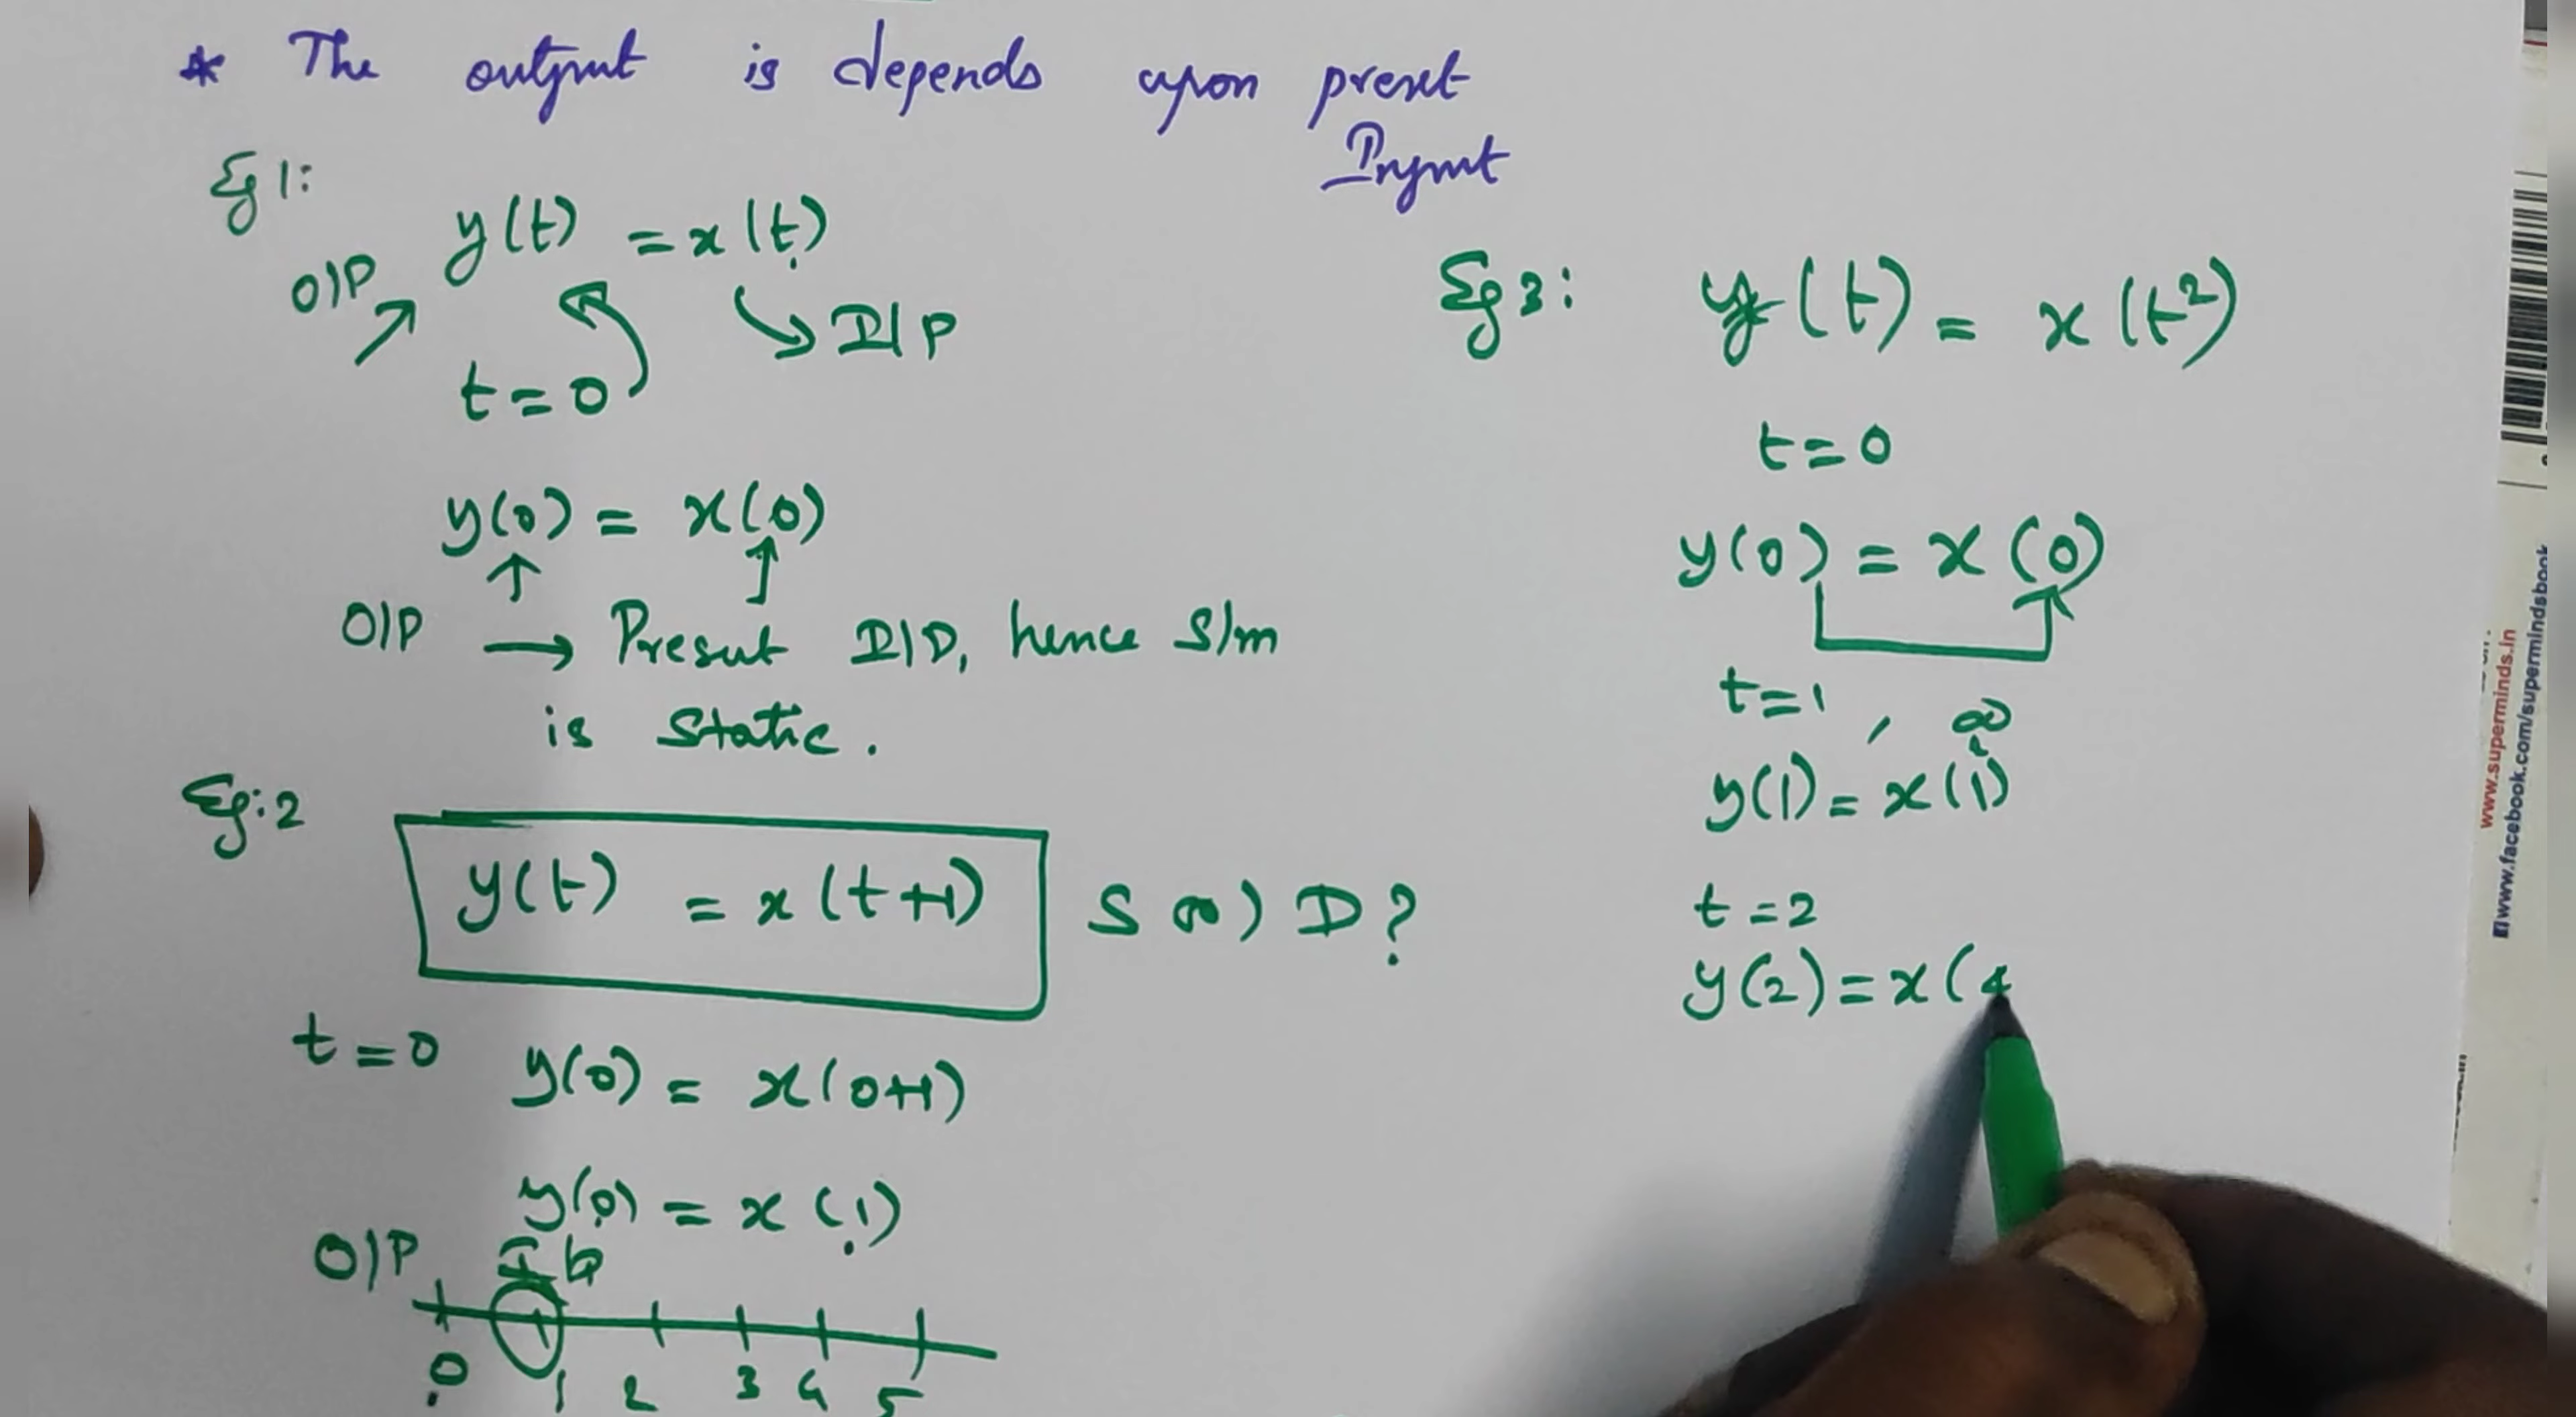 * The output is depends upon presnt
Input
Eg 1:
y(t) = x(t)
O/P
I/P
t=0
y(0) = x(0)
O/P → Present I/P, hence S/m
is Static.
Eg:2
y(t) = x(t+1) S or) D?
t=0 y(0) = x(0+1)
y(0) = x(1)
O/P
0 1 2 3 4 5
Eg 3: y(t) = x(t²)
t=0
y(0) = x(0)
t=1,
y(1) = x(1)
t=2
y(2) = x(4
www.superminds.in
www.facebook.com/supermindsbook